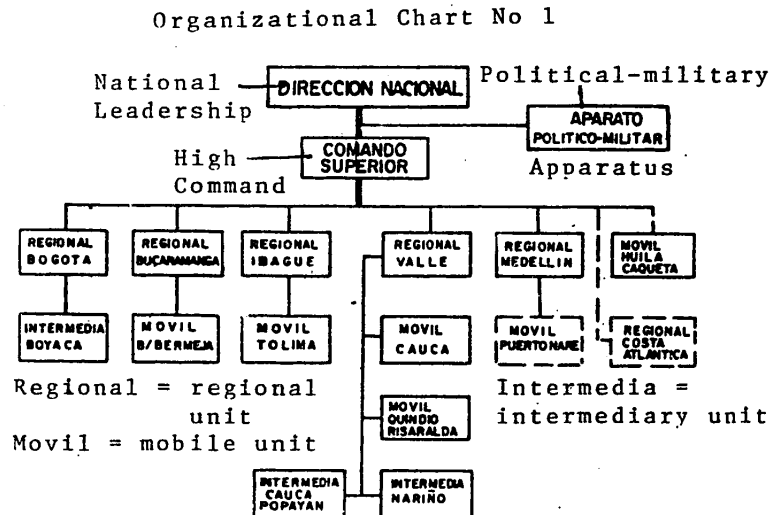 Organizational Chart No 1
National
Leadership
DIRECCION NACIONAL
Political-military
APARATO
POLITICO-MILITAR
Apparatus
High
Command
COMANDO
SUPERIOR
REGIONAL
BOGOTA
REGIONAL
BUCARAMANGA
REGIONAL
IBAGUE
REGIONAL
VALLE
REGIONAL
MEDELLIN
MOVIL
HUILA
CAQUETA
INTERMEDIA
BOYACA
MOVIL
B/BERMEJA
MOVIL
TOLIMA
MOVIL
CAUCA
MOVIL
PUERTO NARE
REGIONAL
COSTA
ATLANTICA
Regional = regional
unit
Movil = mobile unit
Intermedia =
intermediary unit
MOVIL
QUINDIO
RISARALDA
INTERMEDIA
CAUCA
POPAYAN
INTERMEDIA
NARIÑO